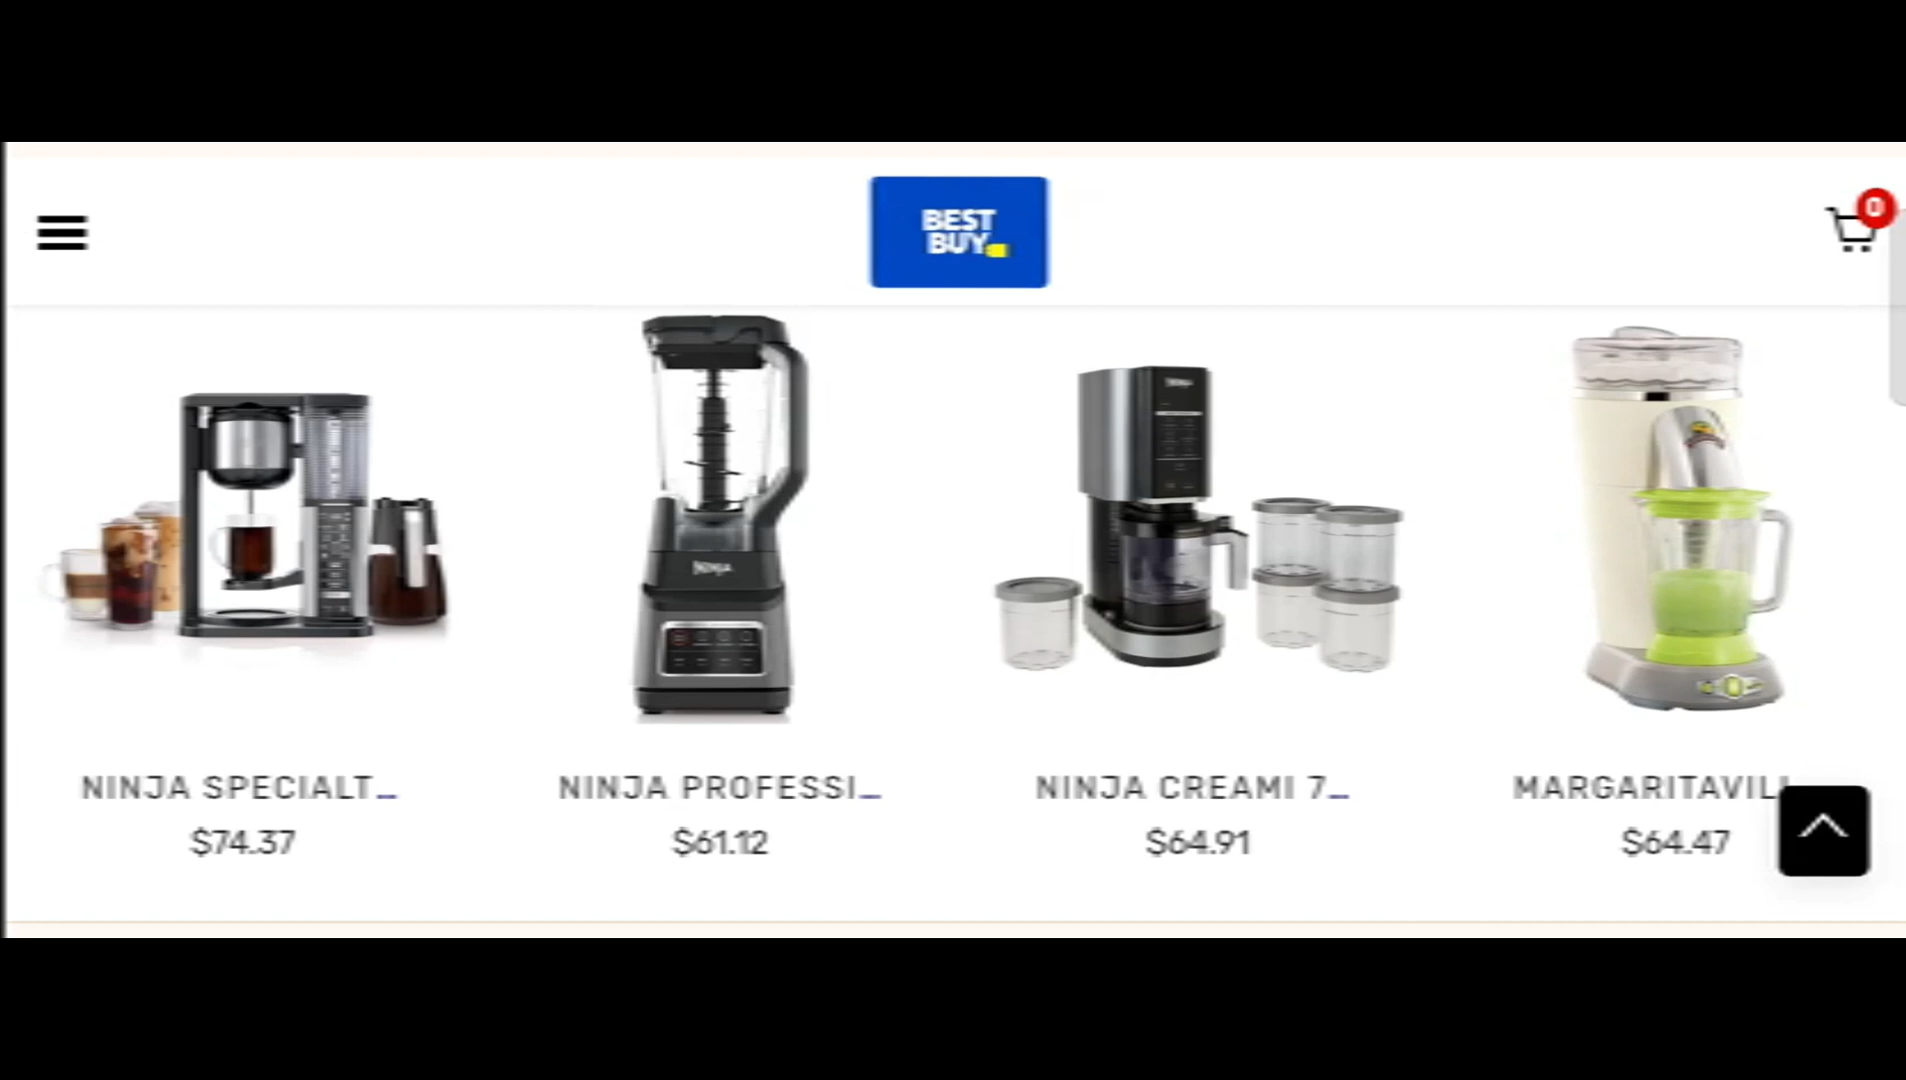 BEST
BUY
0
NINJA
NINJA SPECIALT...
NINJA PROFESSI...
NINJA CREAMI 7...
MARGARITAVILL
$74.37
$61.12
$64.91
$64.47